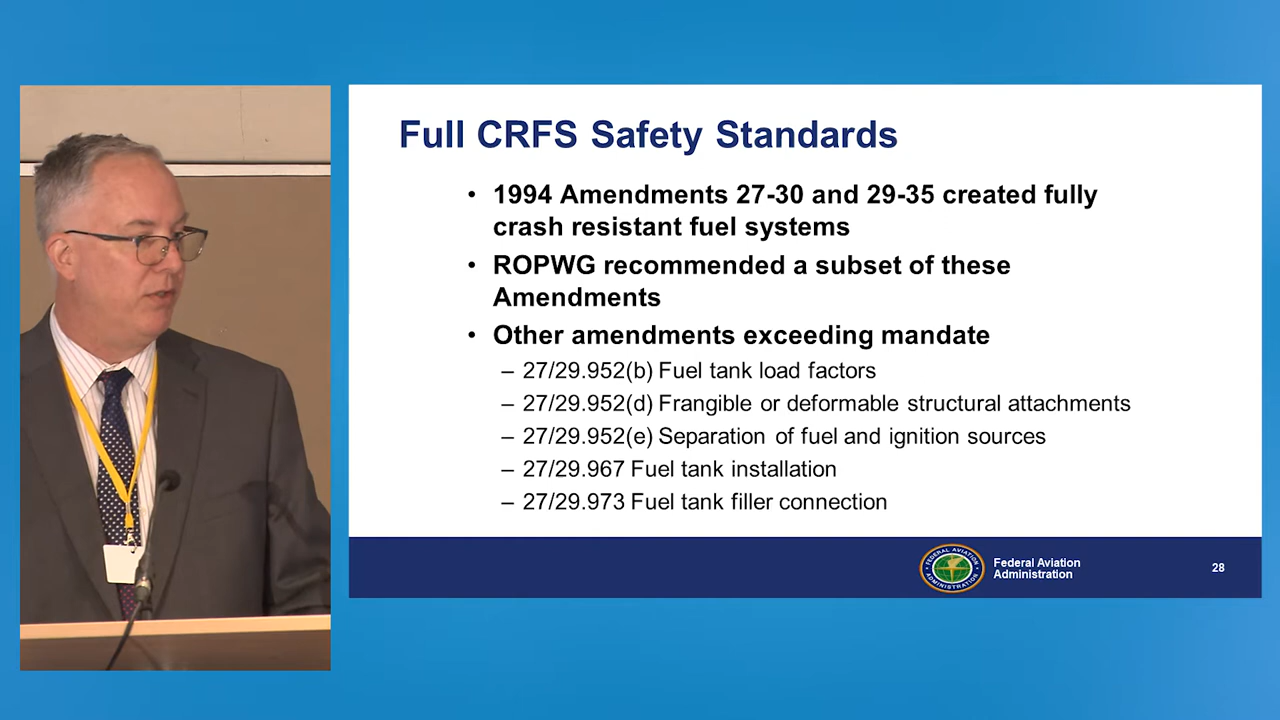 Full CRFS Safety Standards
• 1994 Amendments 27-30 and 29-35 created fully
crash resistant fuel systems
• ROPWG recommended a subset of these
Amendments
• Other amendments exceeding mandate
– 27/29.952(b) Fuel tank load factors
– 27/29.952(d) Frangible or deformable structural attachments
– 27/29.952(e) Separation of fuel and ignition sources
– 27/29.967 Fuel tank installation
– 27/29.973 Fuel tank filler connection
FEDERAL AVIATION
ADMINISTRATION
Federal Aviation
Administration
28